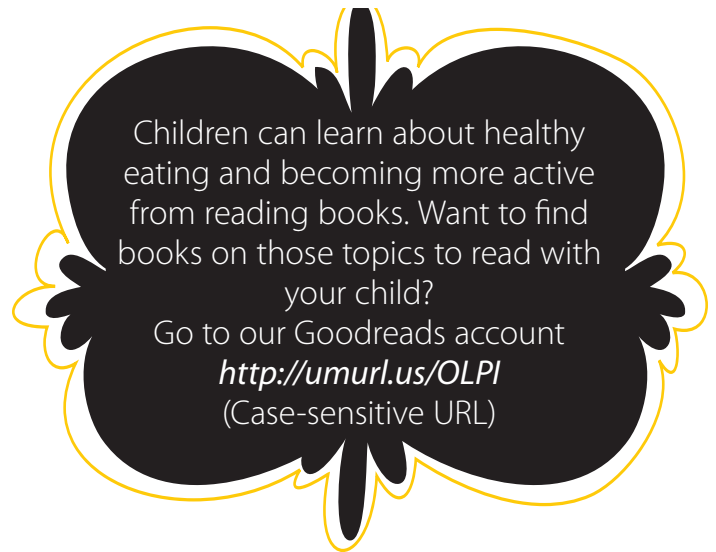 Children can learn about healthy
eating and becoming more active
from reading books. Want to find
books on those topics to read with
your child?
Go to our Goodreads account
http://umurl.us/OLPI
(Case-sensitive URL)